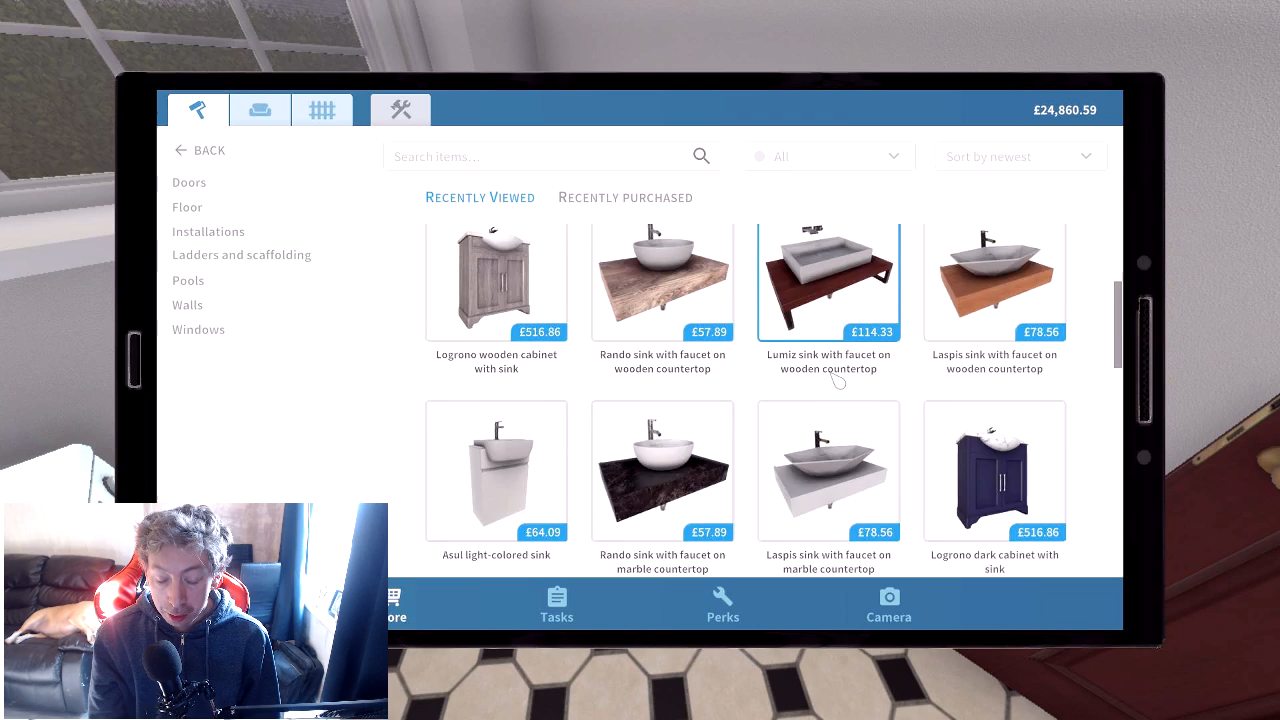 £24,860.59
BACK
Search items...
All
Sort by newest
Doors
Floor
Installations
Ladders and scaffolding
Pools
Walls
Windows
RECENTLY VIEWED
RECENTLY PURCHASED
£516.86
£57.89
£114.33
£78.56
Logrono wooden cabinet
with sink
Rando sink with faucet on
wooden countertop
Lumiz sink with faucet on
wooden countertop
Laspis sink with faucet on
wooden countertop
£64.09
£57.89
£78.56
£516.86
Asul light-colored sink
Rando sink with faucet on
marble countertop
Laspis sink with faucet on
marble countertop
Logrono dark cabinet with
sink
ore
Tasks
Perks
Camera